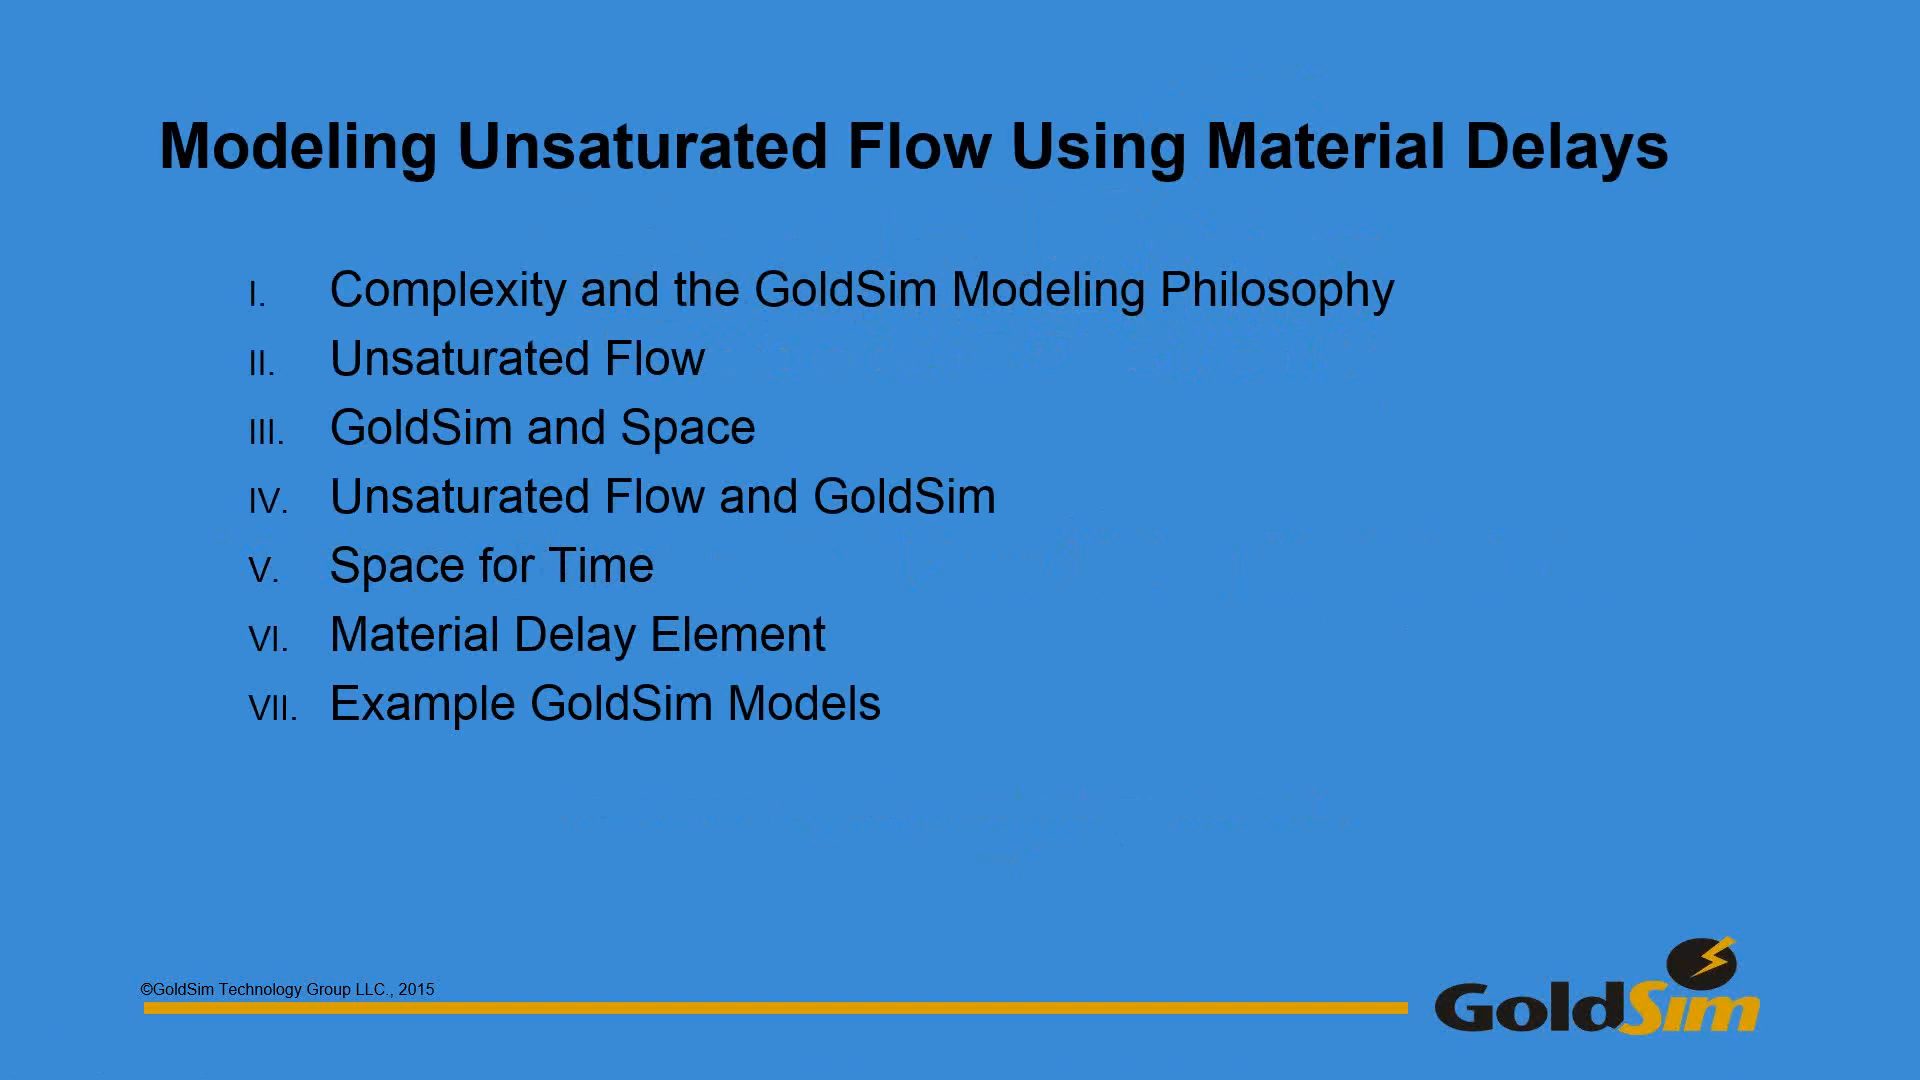 Modeling Unsaturated Flow Using Material Delays
I. Complexity and the GoldSim Modeling Philosophy
II. Unsaturated Flow
III. GoldSim and Space
IV. Unsaturated Flow and GoldSim
V. Space for Time
VI. Material Delay Element
VII. Example GoldSim Models
©GoldSim Technology Group LLC., 2015
GoldSim